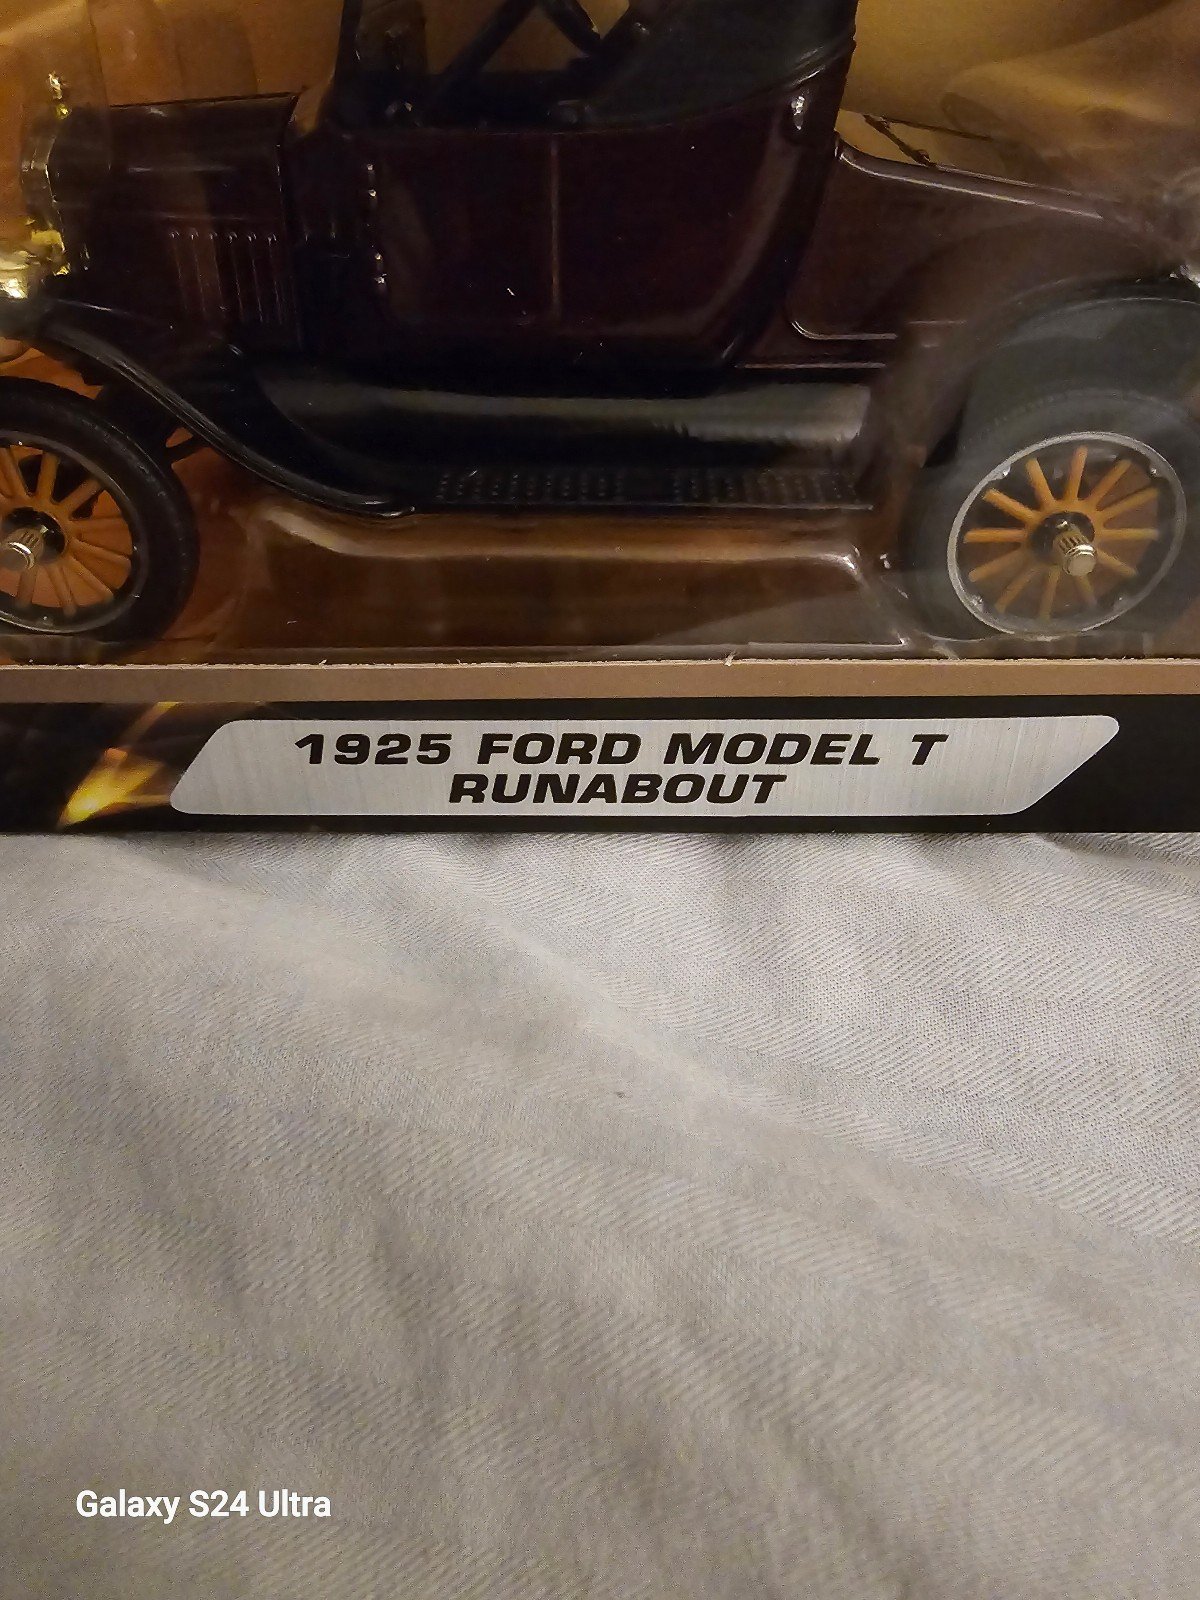 1925 FORD MODEL T
RUNABOUT
Galaxy S24 Ultra